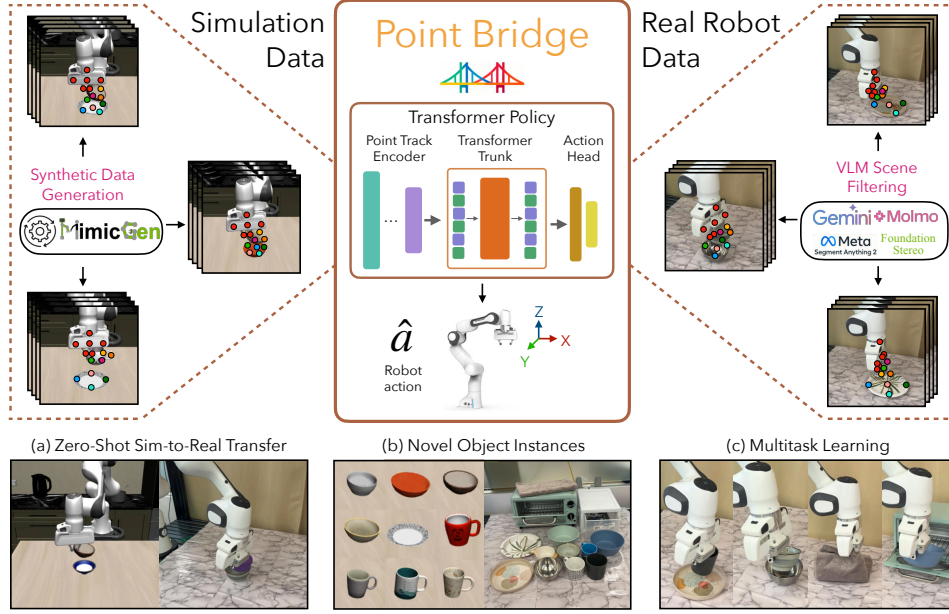 Simulation
Data
Point Bridge
Real Robot
Data
Transformer Policy
Point Track
Encoder
Transformer
Trunk
Action
Head
...
Synthetic Data
Generation
MimicGen
VLM Scene
Filtering
Gemini
Molmo
Meta
Segment Anything 2
Foundation
Stereo
â
Robot
action
Z
X
Y
(a) Zero-Shot Sim-to-Real Transfer
(b) Novel Object Instances
(c) Multitask Learning